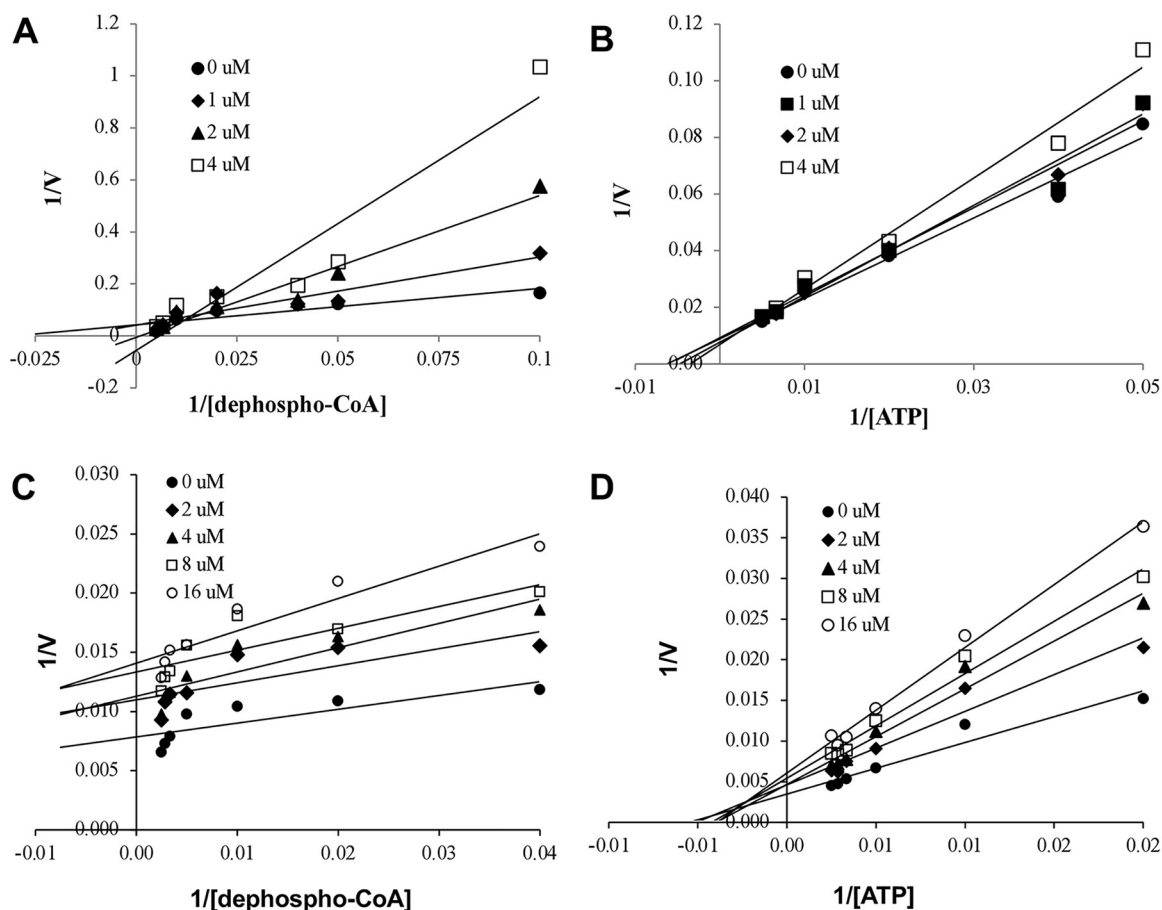 A
1.2
1
0.8
0.6
0.4
0.2
0
-0.2
-0.025
0
0.025
0.05
0.1
1/V
1/[dephospho-CoA]
0 uM
1 uM
2 uM
4 uM
B
0.12
0.10
0.08
0.06
0.04
0.02
0.00
-0.01
0.01
0.03
0.05
1/V
1/[ATP]
0 uM
1 uM
2 uM
4 uM
C
0.030
0.025
0.020
0.015
0.010
0.005
0.000
-0.01
0.00
0.01
0.02
0.04
1/V
1/[dephospho-CoA]
0 uM
2 uM
4 uM
8 uM
16 uM
D
0.040
0.035
0.030
0.025
0.020
0.015
0.010
0.005
0.000
-0.01
-0.01
0.00
0.01
0.01
0.02
0.02
1/V
1/[ATP]
0 uM
2 uM
4 uM
8 uM
16 uM